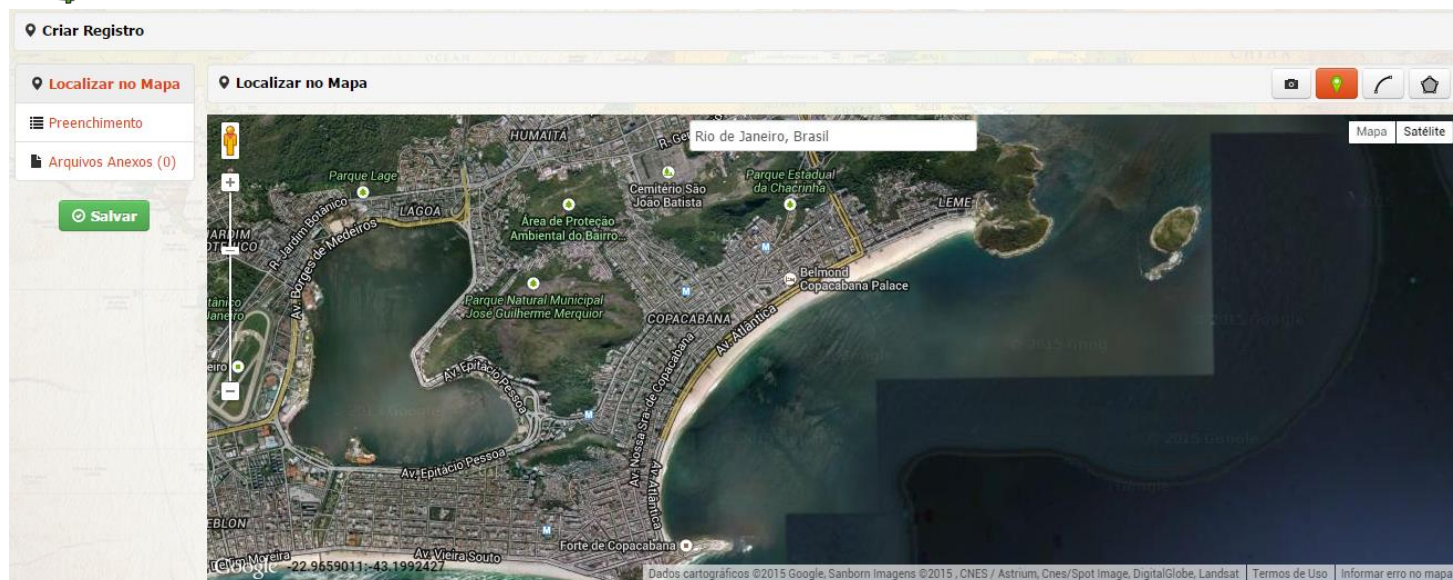 Criar Registro
Localizar no Mapa
Preenchimento
Arquivos Anexos (0)
Salvar
Localizar no Mapa
Rio de Janeiro, Brasil
Mapa
Satélite
HUMAITÁ
Parque Lage
Cemitério São
João Batista
Parque Estadual
da Chacrinha
LEME
LAGOA
R. Jardim Botânico
Av. Borges de Medeiros
Área de Proteção
Ambiental do Bairro...
Belmond
Copacabana Palace
Parque Natural Municipal
José Guilherme Merquior
COPACABANA
Av. Atlântica
Av. Epitácio Pessoa
Av. Nossa Sra. de Copacabana
Av. Epitácio Pessoa
Av. Atlântica
EBLON
Av. Vieira Souto
Forte de Copacabana
Google
-22.9659011;-43.1992427
© 2015 Google
Dados cartográficos ©2015 Google, Sanborn Imagens ©2015 , CNES / Astrium, Cnes/Spot Image, DigitalGlobe, Landsat
Termos de Uso
Informar erro no mapa